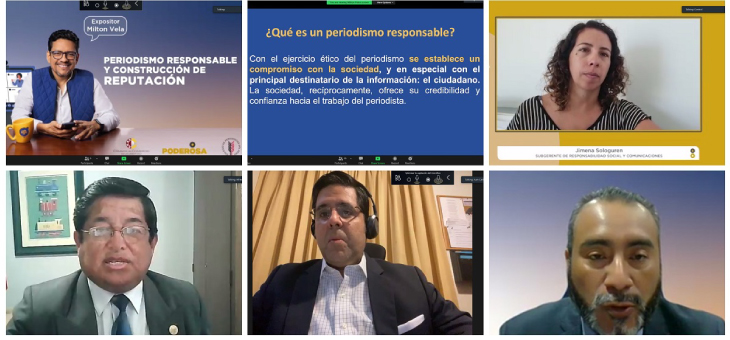 Expositor
Milton Vela
PERIODISMO RESPONSABLE
Y CONSTRUCCIÓN DE
REPUTACIÓN
PODEROSA
¿Qué es un periodismo responsable?
Con el ejercicio ético del periodismo se establece un
compromiso con la sociedad, y en especial con el
principal destinatario de la información: el ciudadano.
La sociedad, recíprocamente, ofrece su credibilidad y
confianza hacia el trabajo del periodista.
Jimena Sologuren
SUBGERENTE DE RESPONSABILIDAD SOCIAL Y COMUNICACIONES